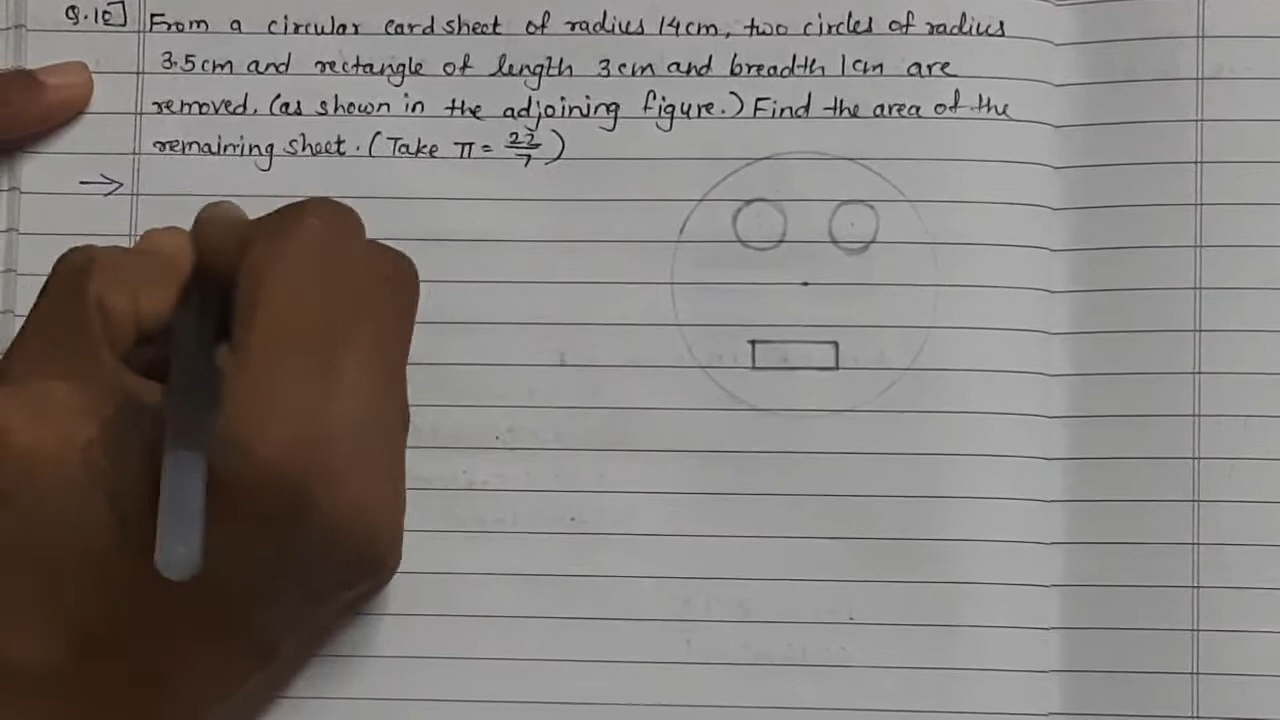 Q.10] From a circular card sheet of radius 14cm, two circles of radius
3.5cm and rectangle of length 3cm and breadth 1cm are
removed. (as shown in the adjoining figure.) Find the area of the
remaining sheet. (Take π = 22/7)
→